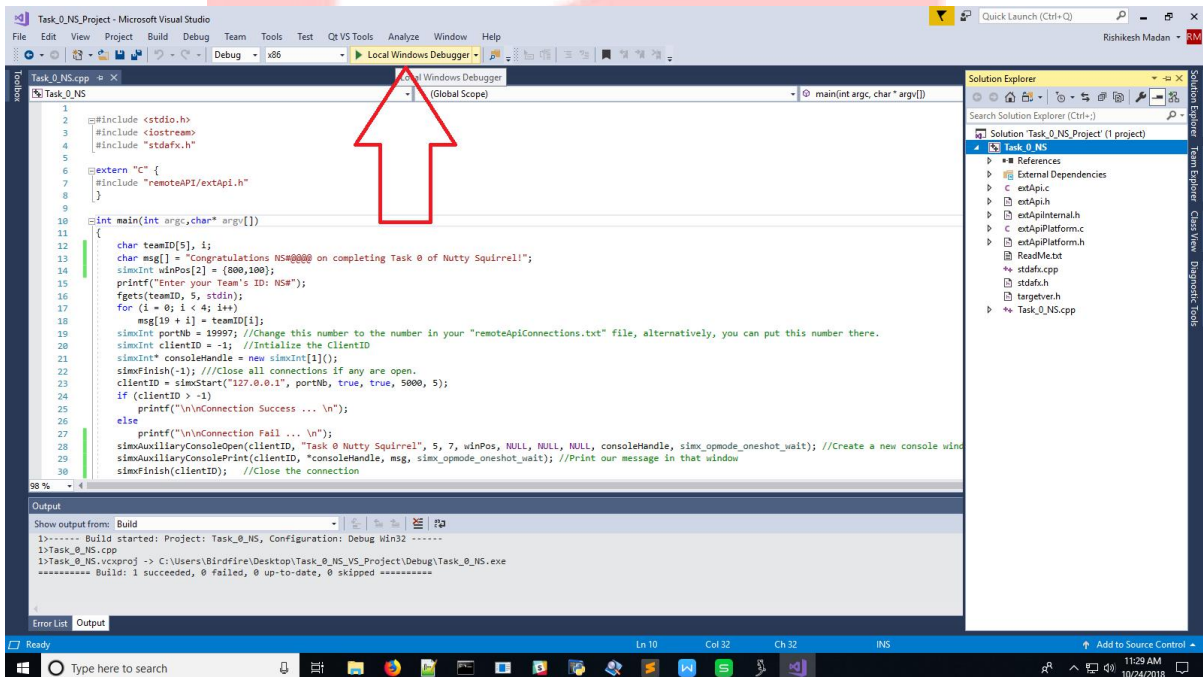 Task_0_NS_Project - Microsoft Visual Studio
Quick Launch (Ctrl+Q)
File Edit View Project Build Debug Team Tools Test Qt VS Tools Analyze Window Help
Rishikesh Madan RM
Debug x86 Local Windows Debugger
Toolbox
Task_0_NS.cpp
Local Windows Debugger
Task_0_NS (Global Scope) main(int argc, char * argv[])
1
2 #include <stdio.h>
3 #include <iostream>
4 #include "stdafx.h"
5
6 extern "C" {
7 #include "remoteAPI/extApi.h"
8 }
9
10 int main(int argc,char* argv[])
11 {
12 char teamID[5], i;
13 char msg[] = "Congratulations NS#@@@@ on completing Task 0 of Nutty Squirrel!";
14 simxInt winPos[2] = {800,100};
15 printf("Enter your Team's ID: NS#");
16 fgets(teamID, 5, stdin);
17 for (i = 0; i < 4; i++)
18 msg[19 + i] = teamID[i];
19 simxInt portNb = 19997; //Change this number to the number in your "remoteApiConnections.txt" file, alternatively, you can put this number there.
20 simxInt clientID = -1; //Intialize the ClientID
21 simxInt* consoleHandle = new simxInt[1]();
22 simxFinish(-1); ///Close all connections if any are open.
23 clientID = simxStart("127.0.0.1", portNb, true, true, 5000, 5);
24 if (clientID > -1)
25 printf("\n\nConnection Success ... \n");
26 else
27 printf("\n\nConnection Fail ... \n");
28 simxAuxiliaryConsoleOpen(clientID, "Task 0 Nutty Squirrel", 5, 7, winPos, NULL, NULL, NULL, consoleHandle, simx_opmode_oneshot_wait); //Create a new console wind
29 simxAuxiliaryConsolePrint(clientID, *consoleHandle, msg, simx_opmode_oneshot_wait); //Print our message in that window
30 simxFinish(clientID); //Close the connection
98 %
Output
Show output from: Build
1>------ Build started: Project: Task_0_NS, Configuration: Debug Win32 ------
1>Task_0_NS.cpp
1>Task_0_NS.vcxproj -> C:\Users\Birdfire\Desktop\Task_0_NS_VS_Project\Debug\Task_0_NS.exe
========== Build: 1 succeeded, 0 failed, 0 up-to-date, 0 skipped ==========
Error List Output
Solution Explorer
Search Solution Explorer (Ctrl+;)
Solution 'Task_0_NS_Project' (1 project)
Task_0_NS
References
External Dependencies
extApi.c
extApi.h
extApiInternal.h
extApiPlatform.c
extApiPlatform.h
ReadMe.txt
stdafx.cpp
stdafx.h
targetver.h
Task_0_NS.cpp
Solution Explorer
Team Explorer
Class View
Diagnostic Tools
Ready Ln 10 Col 32 Ch 32 INS Add to Source Control
Type here to search
11:29 AM
10/24/2018